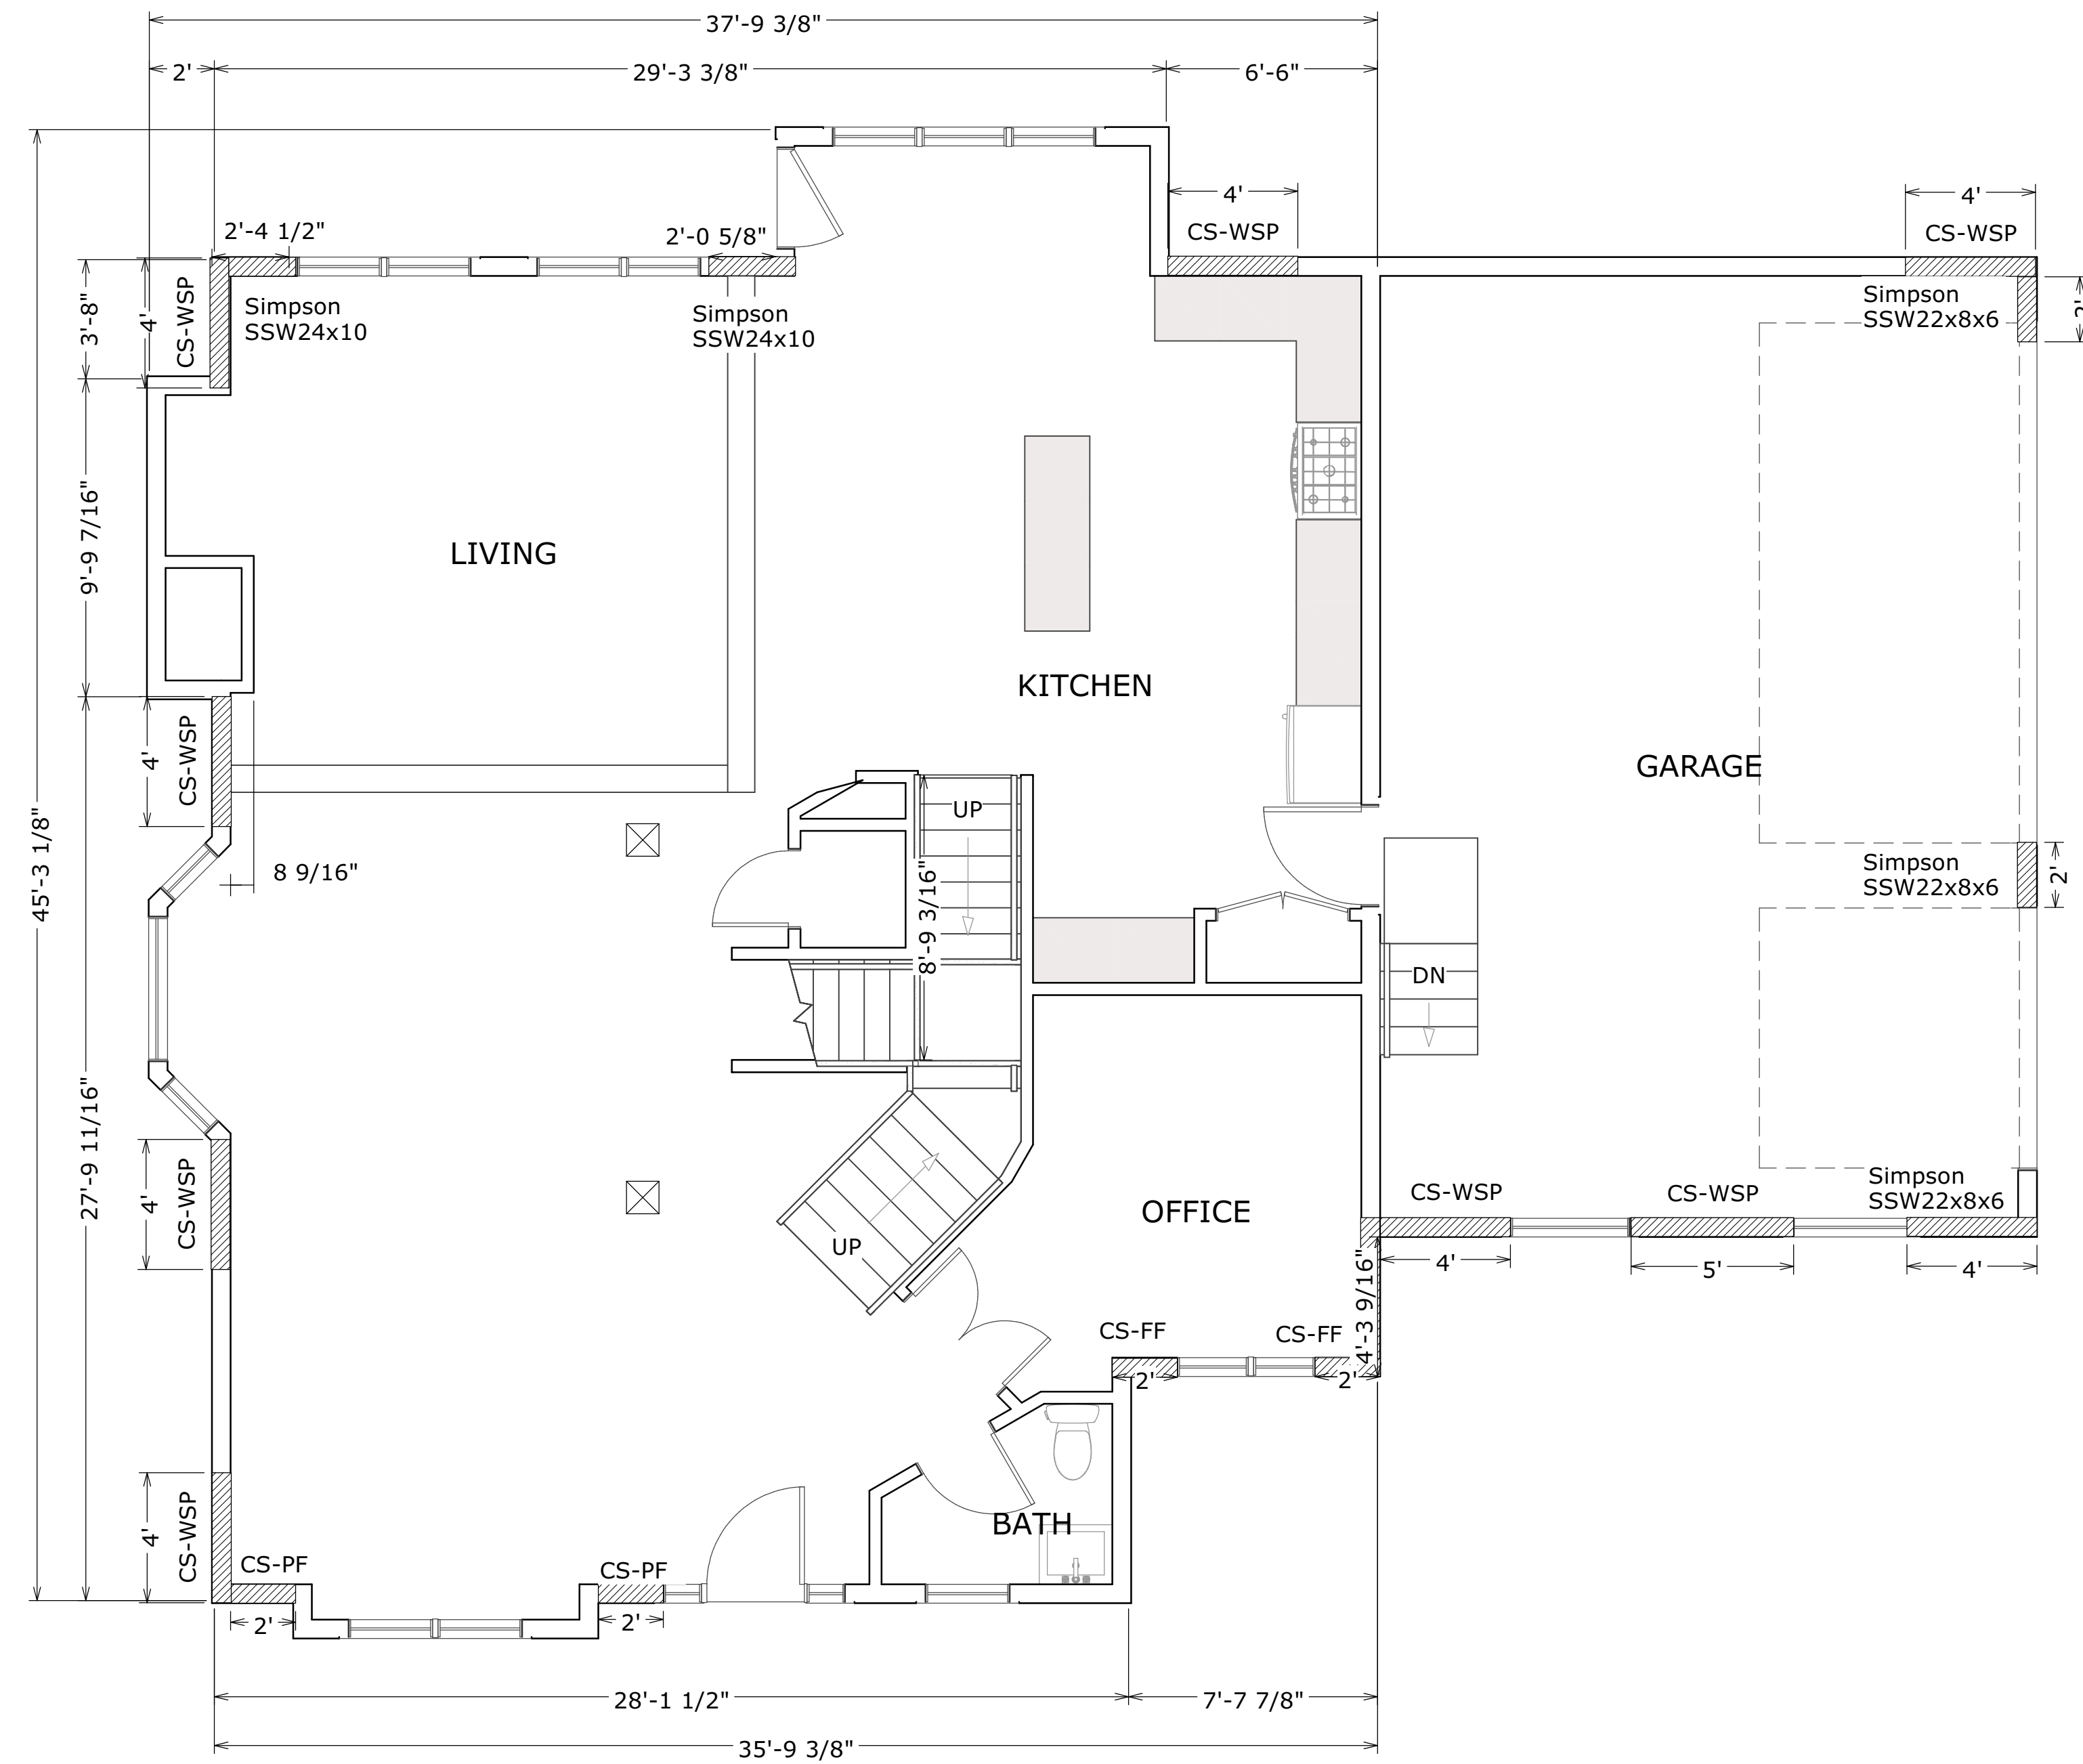 37'-9 3/8"
2'
29'-3 3/8"
6'-6"
4'
4'
CS-WSP
CS-WSP
2'-4 1/2"
2'-0 5/8"
3'-8"
4'
CS-WSP
Simpson
SSW24x10
Simpson
SSW24x10
Simpson
SSW22x8x6
2'
9'-9 7/16"
LIVING
KITCHEN
GARAGE
4'
CS-WSP
UP
45'-3 1/8"
8 9/16"
8'-9 3/16"
Simpson
SSW22x8x6
2'
DN
27'-9 11/16"
4'
CS-WSP
UP
OFFICE
CS-WSP
CS-WSP
Simpson
SSW22x8x6
4'
5'
4'
4'-3 9/16"
CS-FF
CS-FF
2'
2'
4'
CS-WSP
BATH
CS-PF
CS-PF
2'
2'
28'-1 1/2"
7'-7 7/8"
35'-9 3/8"